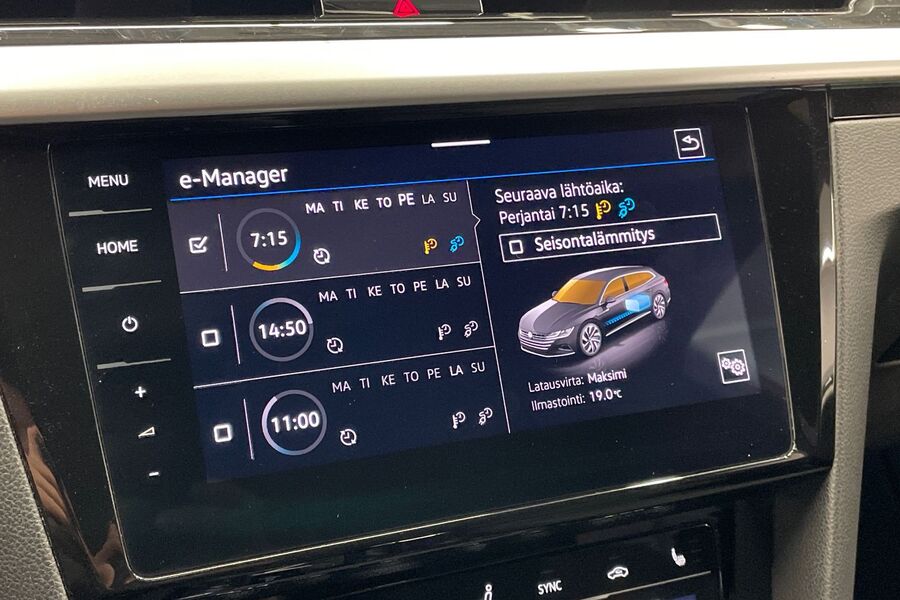 MENU
HOME
+
-
e-Manager
MA TI KE TO PE LA SU
7:15
MA TI KE TO PE LA SU
14:50
MA TI KE TO PE LA SU
11:00
Seuraava lähtöaika:
Perjantai 7:15
Seisontalämmitys
Latausvirta: Maksimi
Ilmastointi: 19.0°C
SYNC